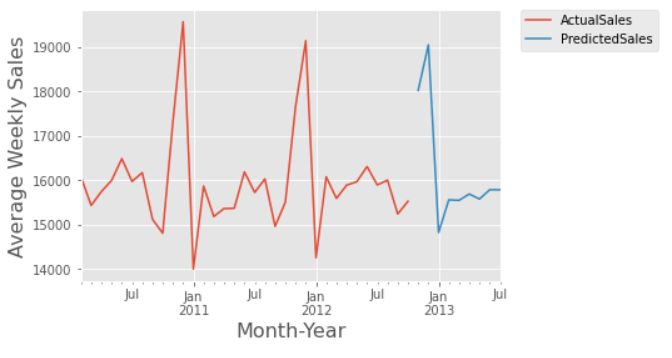 ActualSales
PredictedSales
Average Weekly Sales
19000
18000
17000
16000
15000
14000
Jul Jan Jul Jan Jul Jan Jul
2011 2012 2013
Month-Year